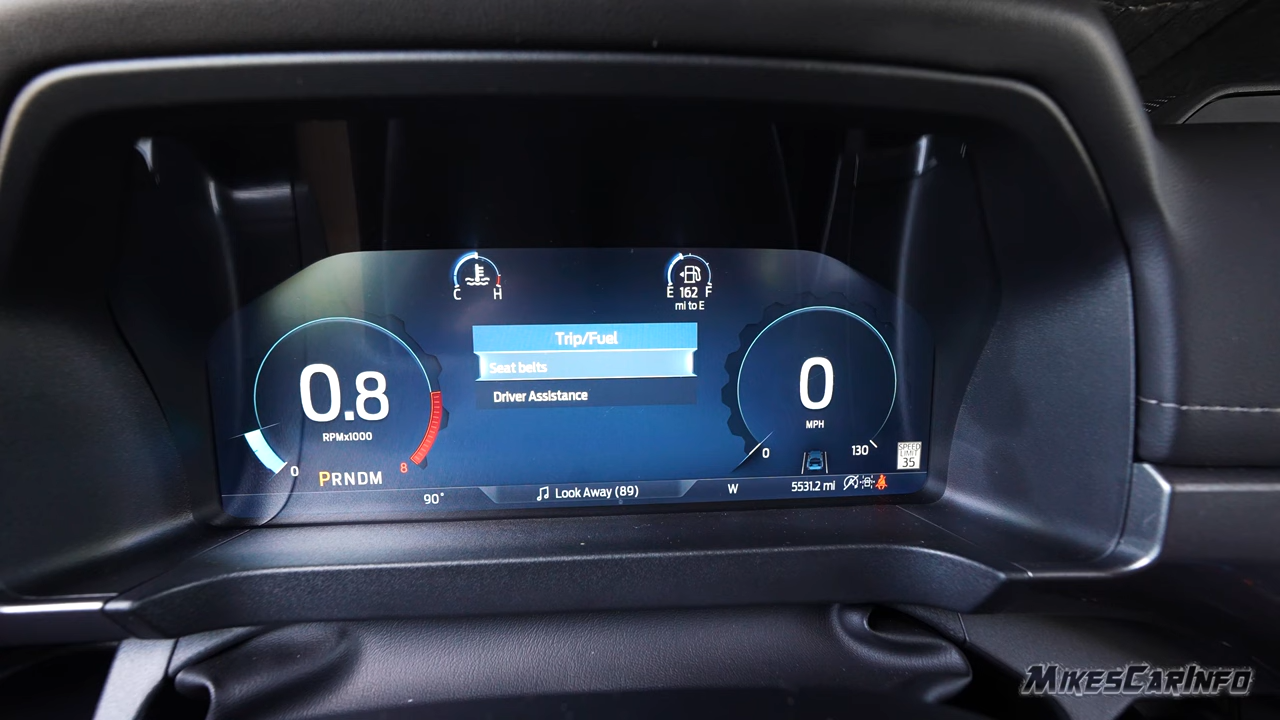 C H
E 162 F
mi to E
Trip/Fuel
Seat belts
Driver Assistance
0.8
RPMx1000
0 8
PRNDM
0
MPH
0 130
SPEED
LIMIT
35
90°
Look Away (89)
W
5531.2 mi
MIKESCARINFO